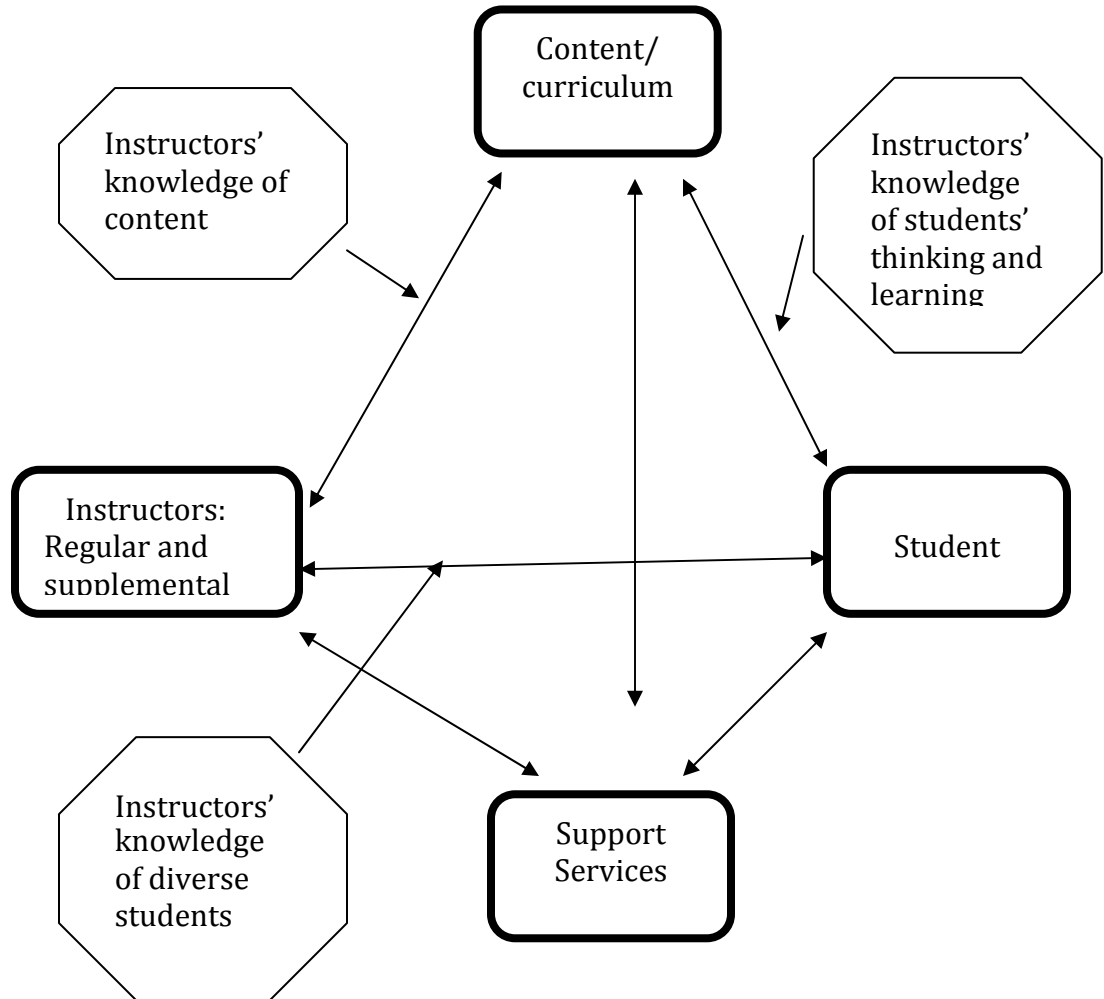 Content/
curriculum
Instructors’
knowledge of
content
Instructors’
knowledge
of students’
thinking and
learning
Instructors:
Regular and
supplemental
Student
Instructors’
knowledge
of diverse
students
Support
Services